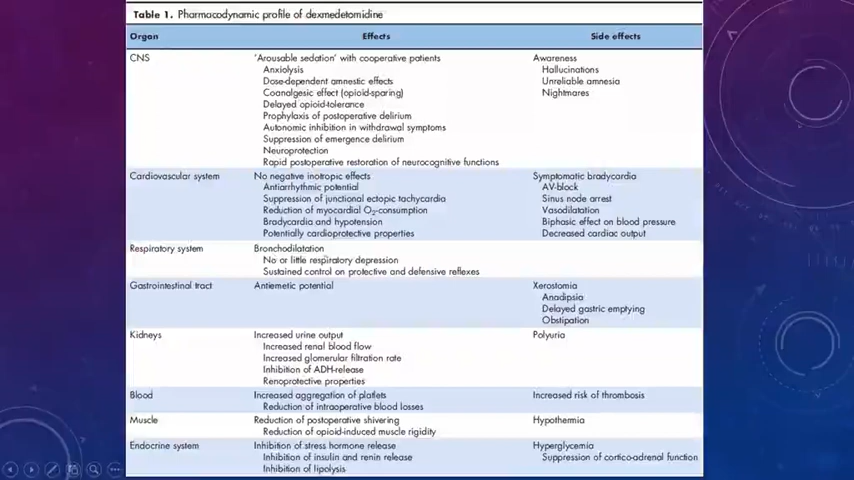 Table 1. Pharmacodynamic profile of dexmedetomidine
Organ Effects Side effects
CNS 'Arousable sedation' with cooperative patients Awareness
Anxiolysis Hallucinations
Dose-dependent amnestic effects Unreliable amnesia
Coanalgesic effect (opioid-sparing) Nightmares
Delayed opioid-tolerance
Prophylaxis of postoperative delirium
Autonomic inhibition in withdrawal symptoms
Suppression of emergence delirium
Neuroprotection
Rapid postoperative restoration of neurocognitive functions
Cardiovascular system No negative inotropic effects Symptomatic bradycardia
Antiarrhythmic potential AV-block
Suppression of junctional ectopic tachycardia Sinus node arrest
Reduction of myocardial O2-consumption Vasodilatation
Bradycardia and hypotension Biphasic effect on blood pressure
Potentially cardioprotective properties Decreased cardiac output
Respiratory system Bronchodilatation
No or little respiratory depression
Sustained control on protective and defensive reflexes
Gastrointestinal tract Antiemetic potential Xerostomia
Anadipsia
Delayed gastric emptying
Obstipation
Kidneys Increased urine output Polyuria
Increased renal blood flow
Increased glomerular filtration rate
Inhibition of ADH-release
Renoprotective properties
Blood Increased aggregation of platlets Increased risk of thrombosis
Reduction of intraoperative blood losses
Muscle Reduction of postoperative shivering Hypothermia
Reduction of opioid-induced muscle rigidity
Endocrine system Inhibition of stress hormone release Hyperglycemia
Inhibition of insulin and renin release Suppression of cortico-adrenal function
Inhibition of lipolysis